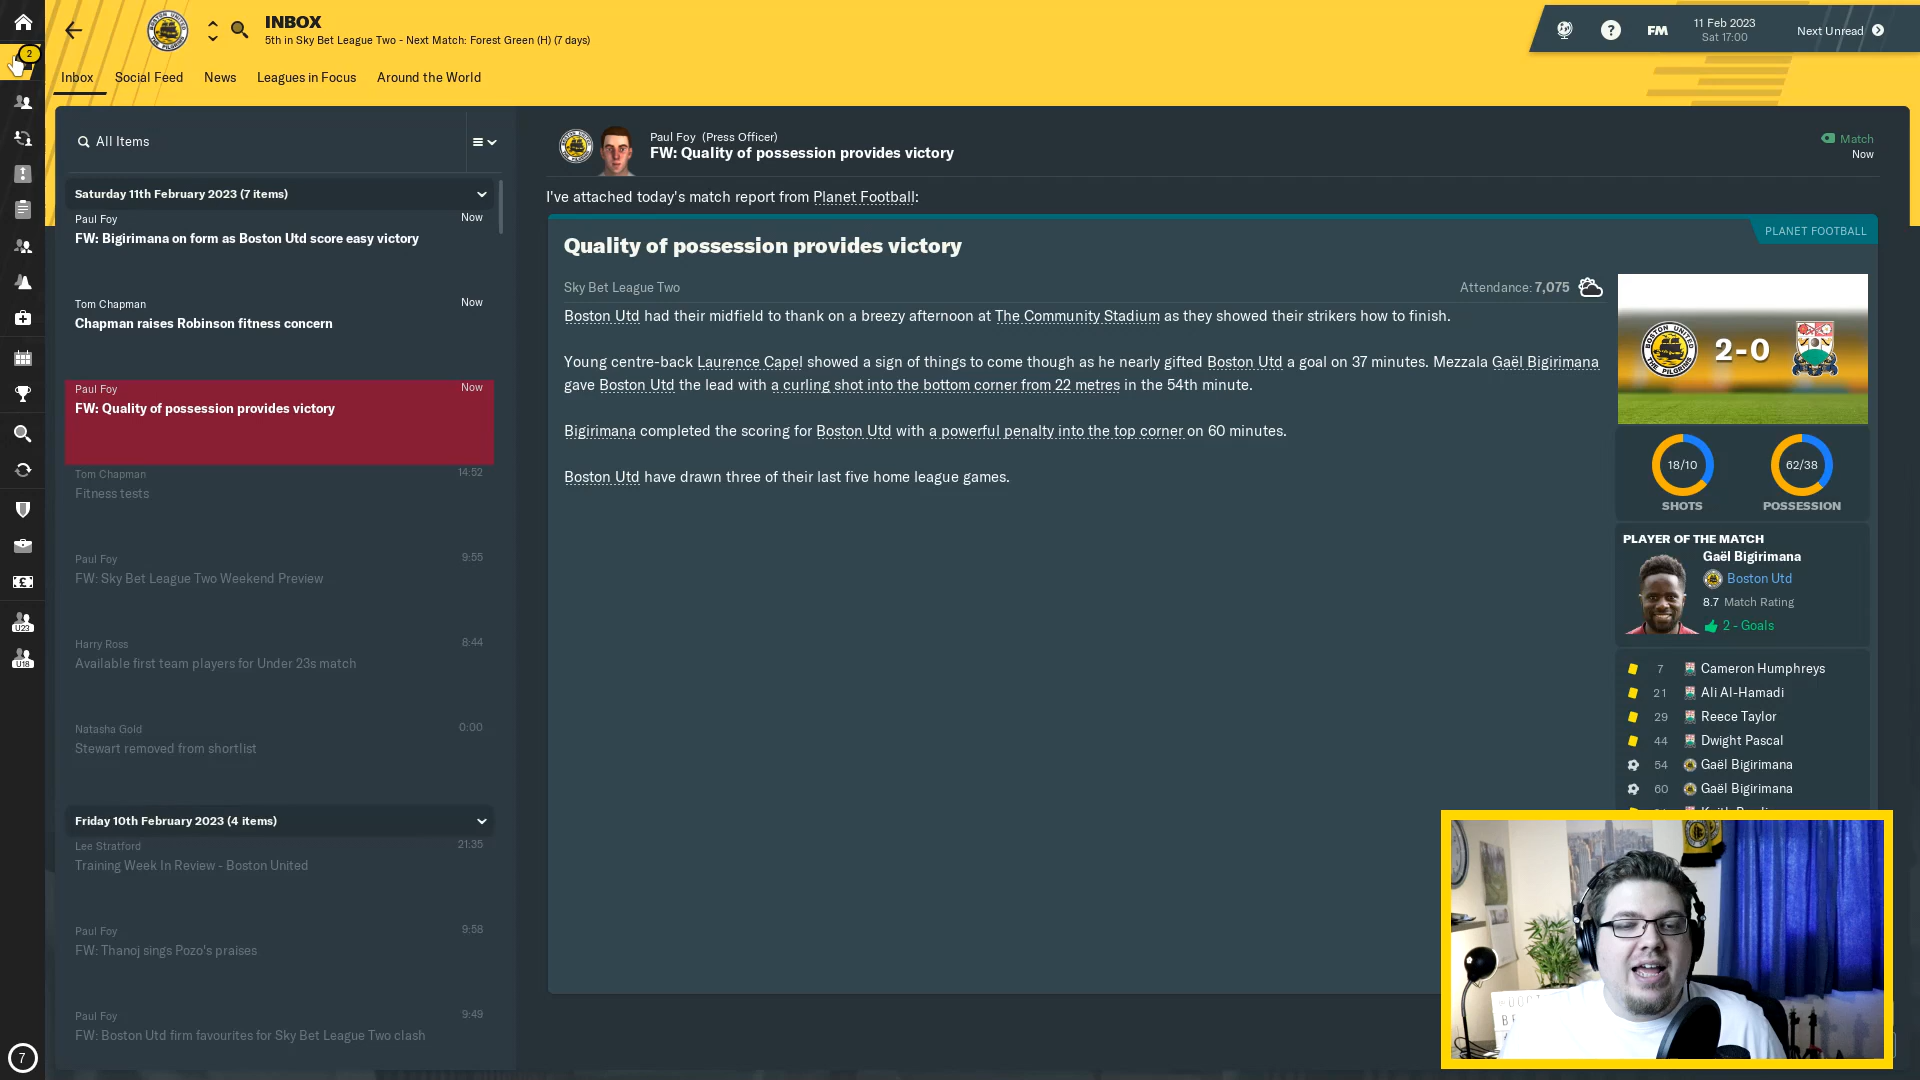 2
INBOX
5th in Sky Bet League Two - Next Match: Forest Green (H) (7 days)
FM
11 Feb 2023
Sat 17:00
Next Unread
Inbox
Social Feed
News
Leagues in Focus
Around the World
All Items
Saturday 11th February 2023 (7 items)
Paul Foy
Now
FW: Bigirimana on form as Boston Utd score easy victory
Tom Chapman
Now
Chapman raises Robinson fitness concern
Paul Foy
Now
FW: Quality of possession provides victory
Tom Chapman
14:52
Fitness tests
Paul Foy
9:55
FW: Sky Bet League Two Weekend Preview
Harry Ross
8:44
Available first team players for Under 23s match
Natasha Gold
0:00
Stewart removed from shortlist
Friday 10th February 2023 (4 items)
Lee Stratford
21:35
Training Week In Review - Boston United
Paul Foy
9:58
FW: Thanoj sings Pozo's praises
Paul Foy
9:49
FW: Boston Utd firm favourites for Sky Bet League Two clash
U23
U18
7
Paul Foy (Press Officer)
FW: Quality of possession provides victory
Match
Now
I've attached today's match report from Planet Football:
PLANET FOOTBALL
Quality of possession provides victory
Sky Bet League Two
Attendance: 7,075
Boston Utd had their midfield to thank on a breezy afternoon at The Community Stadium as they showed their strikers how to finish.
Young centre-back Laurence Capel showed a sign of things to come though as he nearly gifted Boston Utd a goal on 37 minutes. Mezzala Gaël Bigirimana
gave Boston Utd the lead with a curling shot into the bottom corner from 22 metres in the 54th minute.
Bigirimana completed the scoring for Boston Utd with a powerful penalty into the top corner on 60 minutes.
Boston Utd have drawn three of their last five home league games.
2-0
18/10
SHOTS
62/38
POSSESSION
PLAYER OF THE MATCH
Gaël Bigirimana
Boston Utd
8.7 Match Rating
2 - Goals
7 Cameron Humphreys
21 Ali Al-Hamadi
29 Reece Taylor
44 Dwight Pascal
54 Gaël Bigirimana
60 Gaël Bigirimana